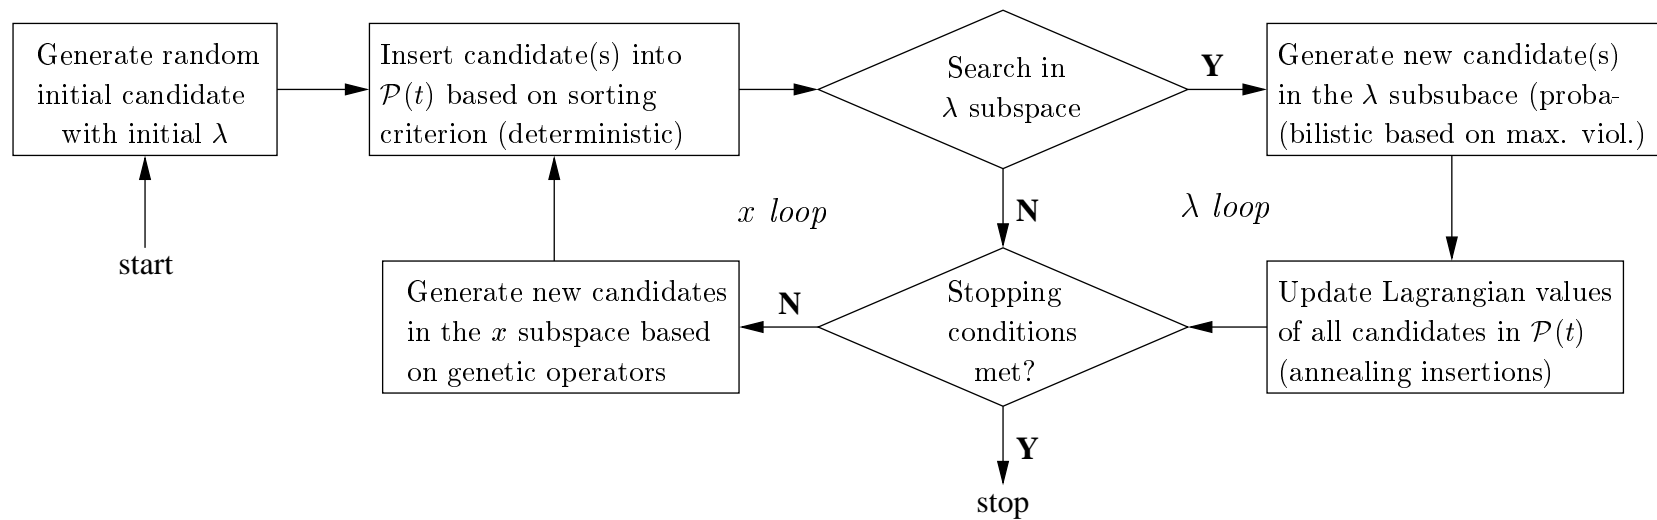 Generate random
initial candidate
with initial λ
Insert candidate(s) into
𝒫(t) based on sorting
criterion (deterministic)
Search in
λ subspace
Y
Generate new candidate(s)
in the λ subsubace (proba-
(bilistic based on max. viol.)
N
x loop
λ loop
start
Generate new candidates
in the x subspace based
on genetic operators
N
Stopping
conditions
met?
Update Lagrangian values
of all candidates in 𝒫(t)
(annealing insertions)
Y
stop